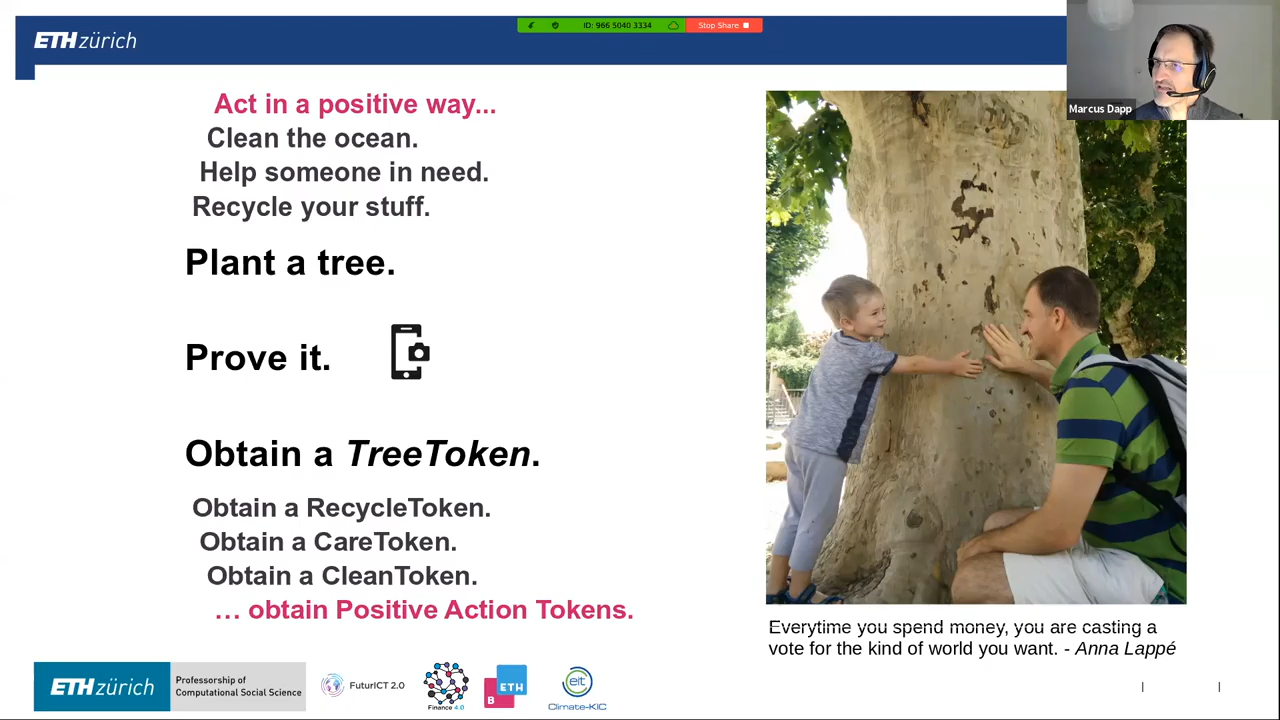 ETH zürich
ID: 966 5040 3334
Stop Share
Marcus Dapp
Act in a positive way...
Clean the ocean.
Help someone in need.
Recycle your stuff.
Plant a tree.
Prove it.
Obtain a TreeToken.
Obtain a RecycleToken.
Obtain a CareToken.
Obtain a CleanToken.
… obtain Positive Action Tokens.
Everytime you spend money, you are casting a
vote for the kind of world you want. - Anna Lappé
ETH zürich
Professorship of
Computational Social Science
FuturICT 2.0
Finance 4.0
B
ETH
eit
Climate-KIC